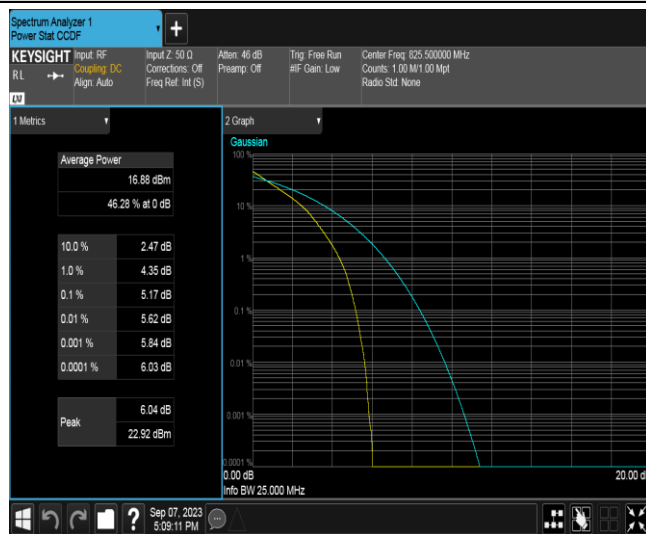 Spectrum Analyzer 1
Power Stat CCDF
KEYSIGHT
RL
LXI
Input: RF
Coupling: DC
Align: Auto
Input Z: 50 Ω
Corrections: Off
Freq Ref: Int (S)
Atten: 46 dB
Preamp: Off
Trig: Free Run
#IF Gain: Low
Center Freq: 825.500000 MHz
Counts: 1.00 M/1.00 Mpt
Radio Std: None
1 Metrics
Average Power
16.88 dBm
46.28 % at 0 dB
10.0 % 2.47 dB
1.0 % 4.35 dB
0.1 % 5.17 dB
0.01 % 5.62 dB
0.001 % 5.84 dB
0.0001 % 6.03 dB
Peak
6.04 dB
22.92 dBm
2 Graph
Gaussian
100 %
10 %
1 %
0.1 %
0.01 %
0.001 %
0.0001 %
0.00 dB
20.00 d
Info BW 25.000 MHz
?
Sep 07, 2023
5:09:11 PM